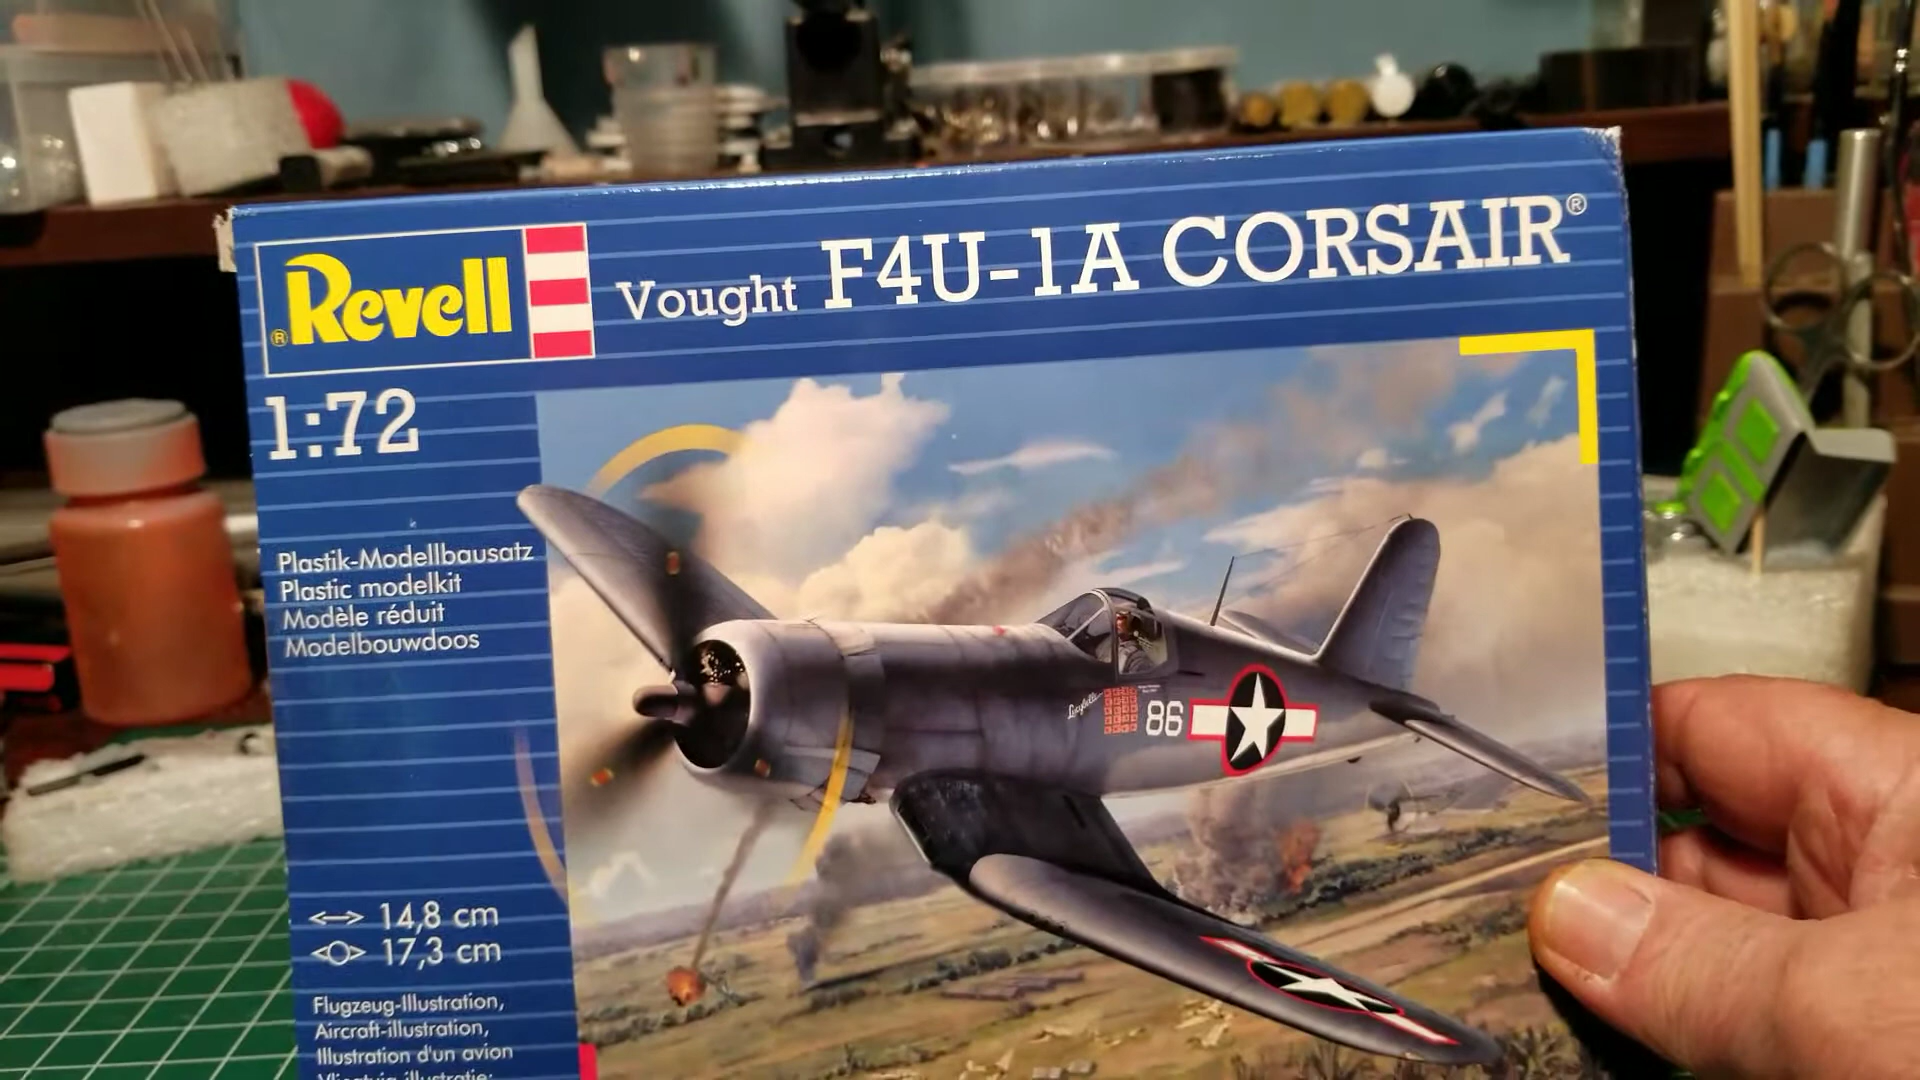 Revell®
Vought F4U-1A CORSAIR®
1:72
Plastik-Modellbausatz
Plastic modelkit
Modèle réduit
Modelbouwdoos
86
14,8 cm
17,3 cm
Flugzeug-Illustration,
Aircraft-illustration,
Illustration d'un avion